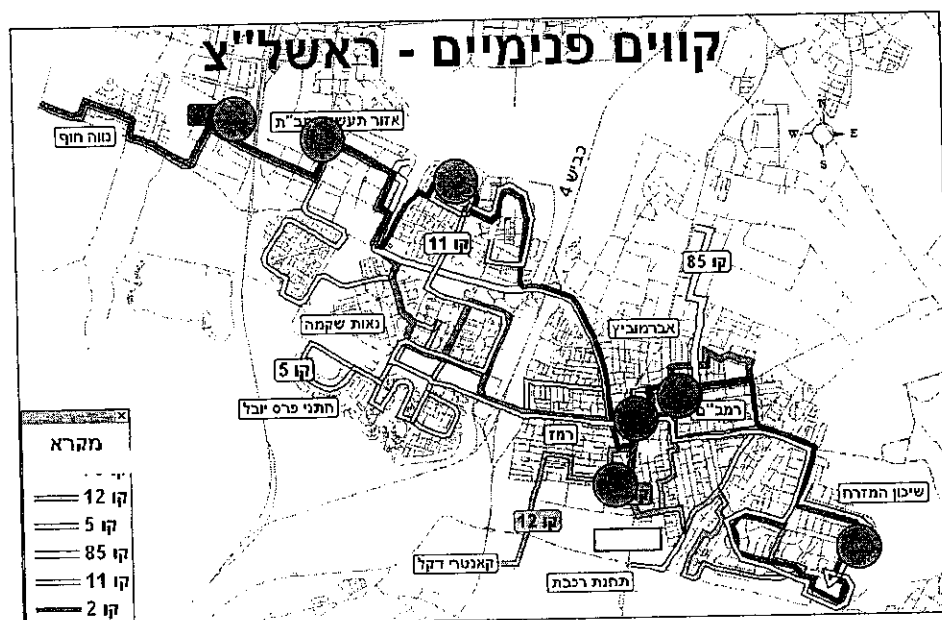 קווים פנימיים - ראשל"צ
אזור תעש
מב"ת
נווה חוף
כביש 4
N
W
E
S
קו 11
קו 85
אברמוביץ
נאות שקמה
קו 5
חתני פרס יובל
רמב"ם
רמז
שיכון המזרח
קו 12
קאנטרי דקל
תחנת רכבת
מקרא
קו 12
קו 5
קו 85
קו 11
קו 2